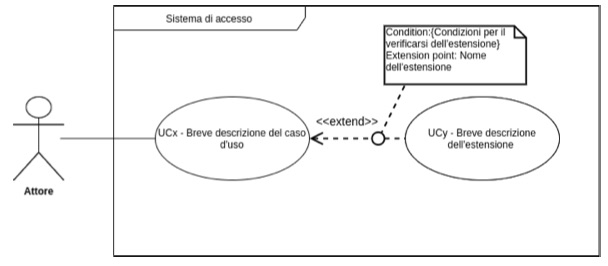 Sistema di accesso
Condition:{Condizioni per il
verificarsi dell'estensione}
Extension point: Nome
dell'estensione
<<extend>>
UCx - Breve descrizione del caso
d'uso
UCy - Breve descrizione
dell'estensione
Attore